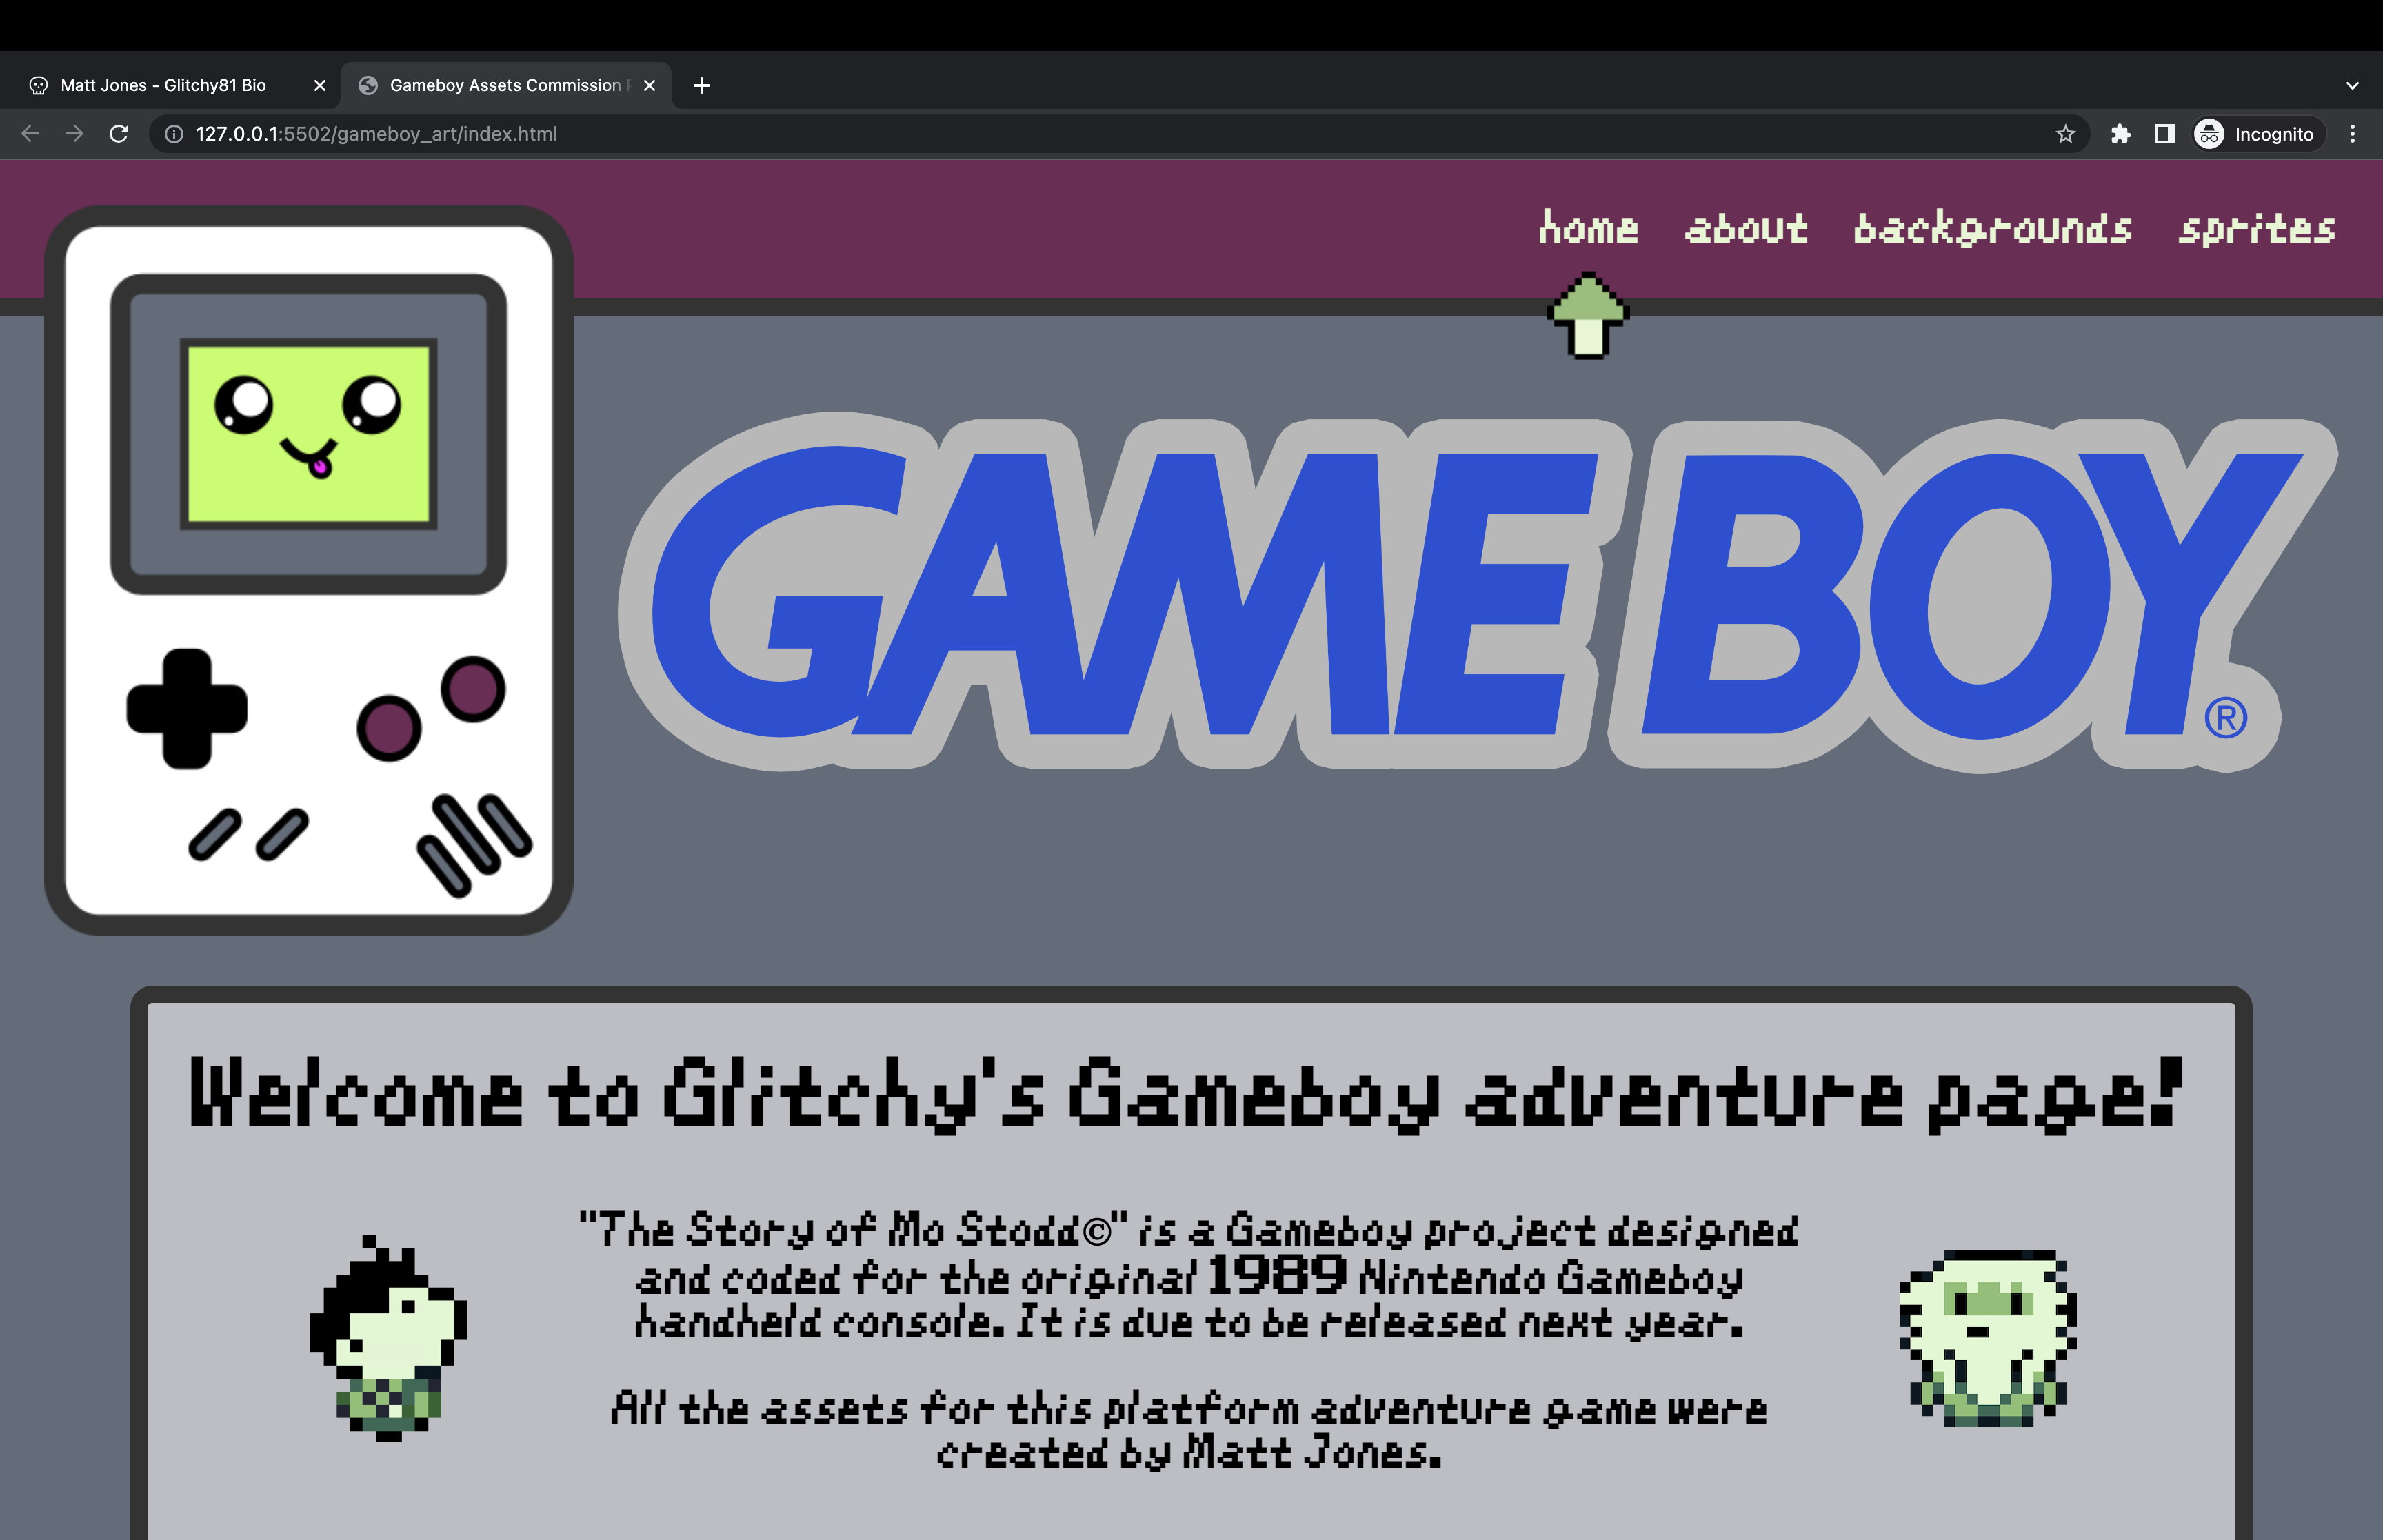 Matt Jones - Glitchy81 Bio
Gameboy Assets Commission
127.0.0.1:5502/gameboy_art/index.html
Incognito
home about backgrounds sprites
GAME BOY®
Welcome to Glitchy's Gameboy adventure page!
"The Story of Mo Stodd©" is a Gameboy project designed
and coded for the original 1989 Nintendo Gameboy
handheld console. It is due to be released next year.
All the assets for this platform adventure game were
created by Matt Jones.